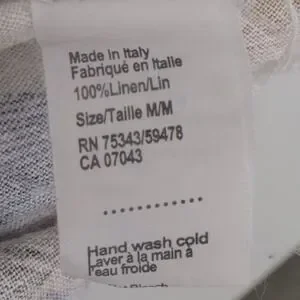 Made in Italy
Fabriqué en Italie
100%Linen/Lin
Size/Taille M/M
RN 75343/59478
CA 07043
............
Hand wash cold
Laver à la main à
l'eau froide